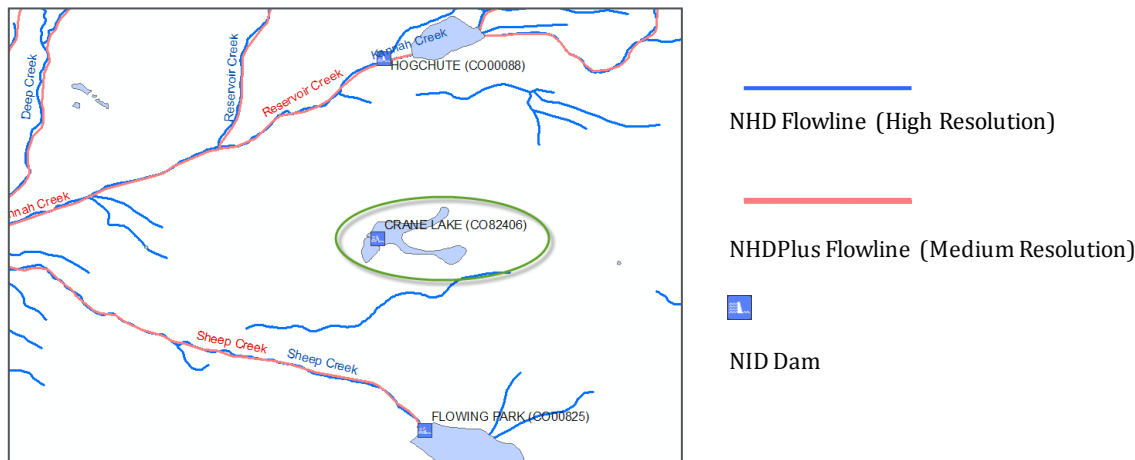 Kannah Creek
HOGCHUTE (CO00088)
Deep Creek
Reservoir Creek
Reservoir Creek
nnah Creek
CRANE LAKE (CO82406)
Sheep Creek
Sheep Creek
FLOWING PARK (CO00825)
NHD Flowline (High Resolution)
NHDPlus Flowline (Medium Resolution)
NID Dam